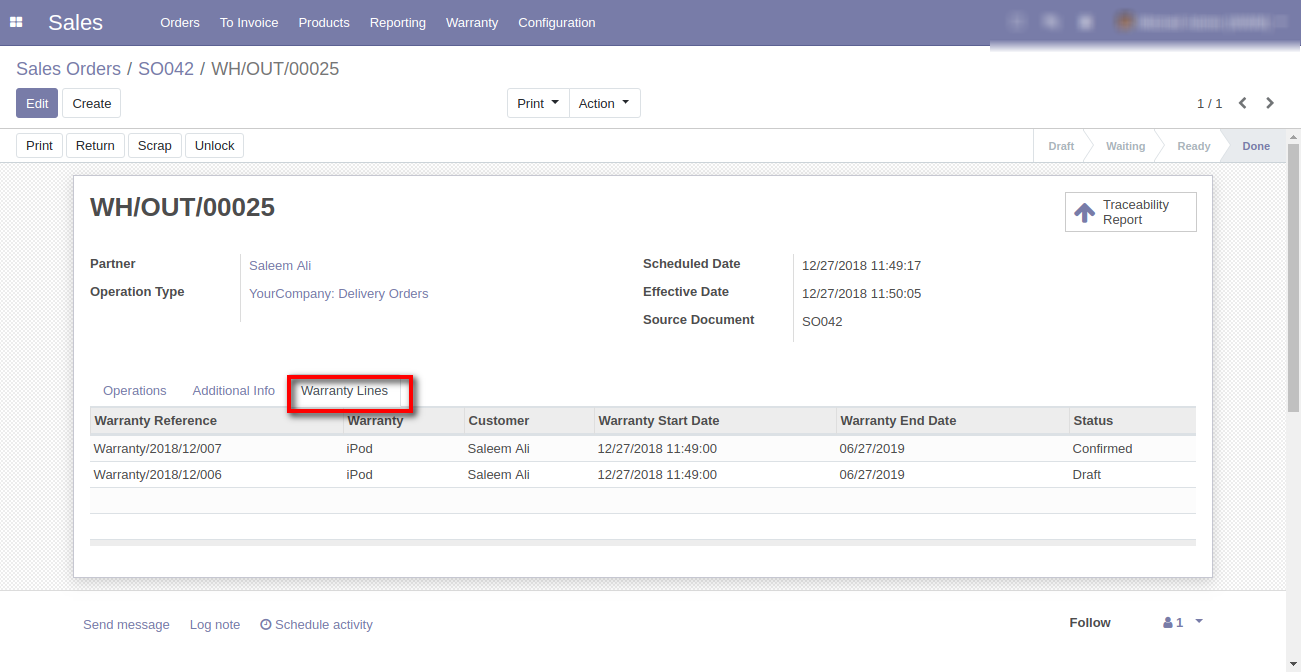 Sales Orders To Invoice Products Reporting Warranty Configuration
Sales Orders / SO042 / WH/OUT/00025
Edit Create Print Action 1 / 1
Print Return Scrap Unlock Draft Waiting Ready Done
WH/OUT/00025
Traceability
Report
Partner Saleem Ali Scheduled Date 12/27/2018 11:49:17
Operation Type YourCompany: Delivery Orders Effective Date 12/27/2018 11:50:05
Source Document SO042
Operations Additional Info Warranty Lines
Warranty Reference Warranty Customer Warranty Start Date Warranty End Date Status
Warranty/2018/12/007 iPod Saleem Ali 12/27/2018 11:49:00 06/27/2019 Confirmed
Warranty/2018/12/006 iPod Saleem Ali 12/27/2018 11:49:00 06/27/2019 Draft
Send message Log note Schedule activity Follow 1